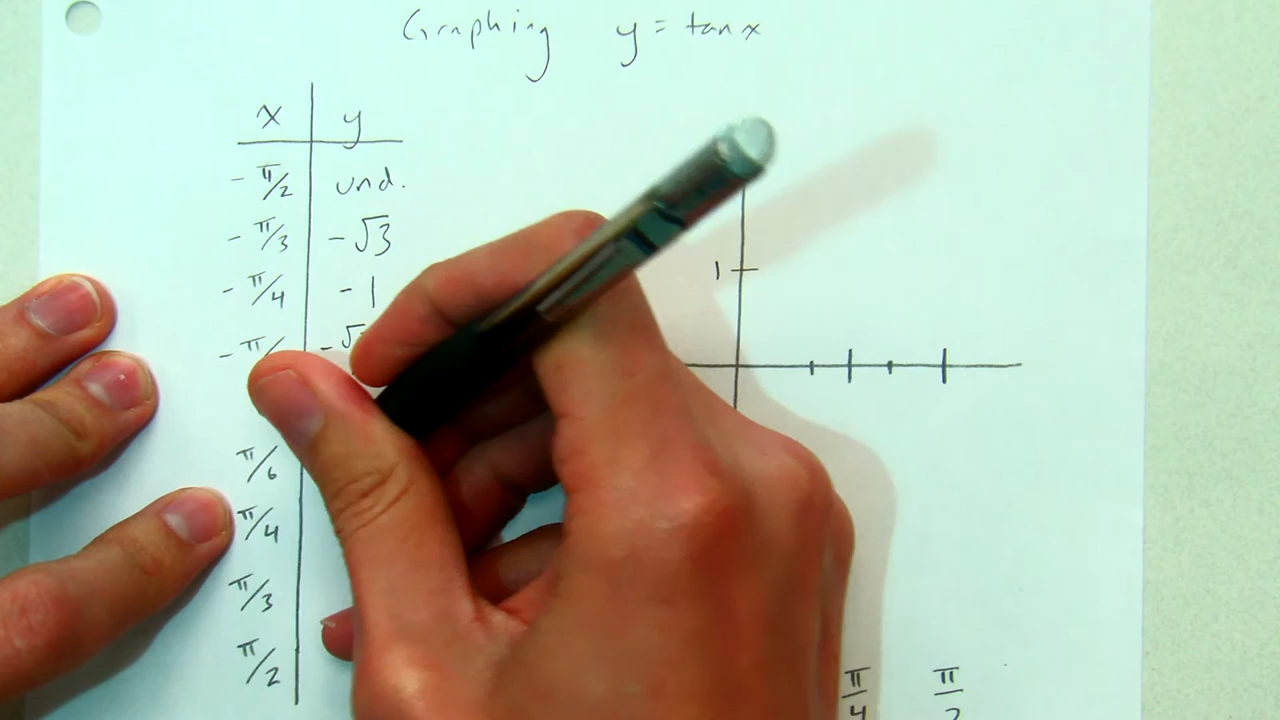 Graphing y = tan x
x y
-π/2 und.
-π/3 -√3
-π/4 -1
-π/
π/6
π/4
π/3
π/2
1
π/4 π/2